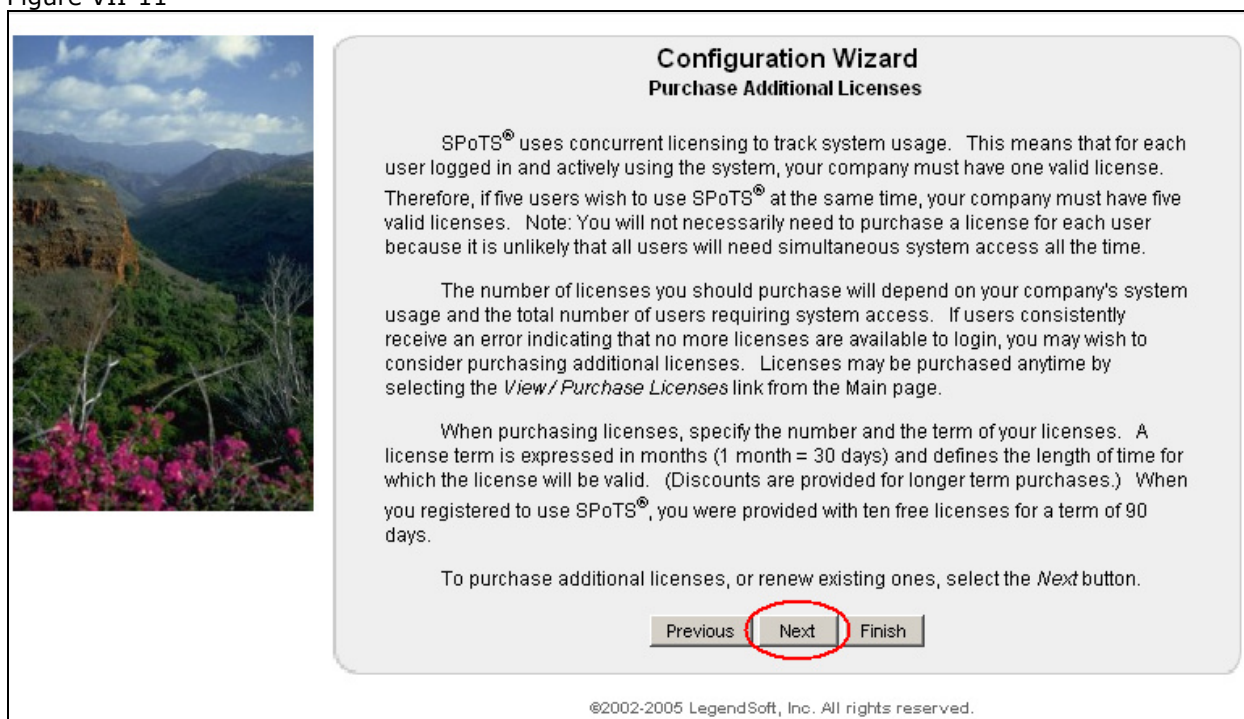 Figure VII-11
Configuration Wizard
Purchase Additional Licenses
SPoTS® uses concurrent licensing to track system usage. This means that for each
user logged in and actively using the system, your company must have one valid license.
Therefore, if five users wish to use SPoTS® at the same time, your company must have five
valid licenses. Note: You will not necessarily need to purchase a license for each user
because it is unlikely that all users will need simultaneous system access all the time.
The number of licenses you should purchase will depend on your company's system
usage and the total number of users requiring system access. If users consistently
receive an error indicating that no more licenses are available to login, you may wish to
consider purchasing additional licenses. Licenses may be purchased anytime by
selecting the View / Purchase Licenses link from the Main page.
When purchasing licenses, specify the number and the term of your licenses. A
license term is expressed in months (1 month = 30 days) and defines the length of time for
which the license will be valid. (Discounts are provided for longer term purchases.) When
you registered to use SPoTS®, you were provided with ten free licenses for a term of 90
days.
To purchase additional licenses, or renew existing ones, select the Next button.
Previous Next Finish
©2002-2005 LegendSoft, Inc. All rights reserved.